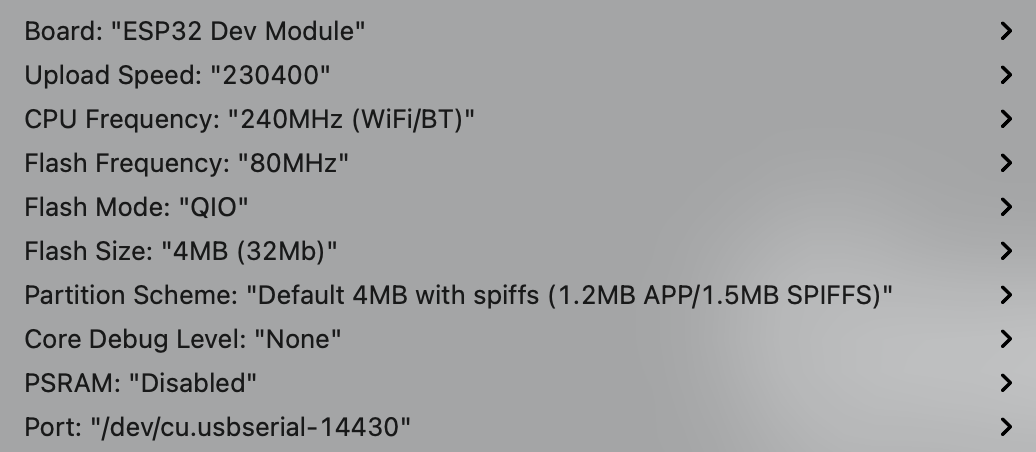 Board: "ESP32 Dev Module"
Upload Speed: "230400"
CPU Frequency: "240MHz (WiFi/BT)"
Flash Frequency: "80MHz"
Flash Mode: "QIO"
Flash Size: "4MB (32Mb)"
Partition Scheme: "Default 4MB with spiffs (1.2MB APP/1.5MB SPIFFS)"
Core Debug Level: "None"
PSRAM: "Disabled"
Port: "/dev/cu.usbserial-14430"